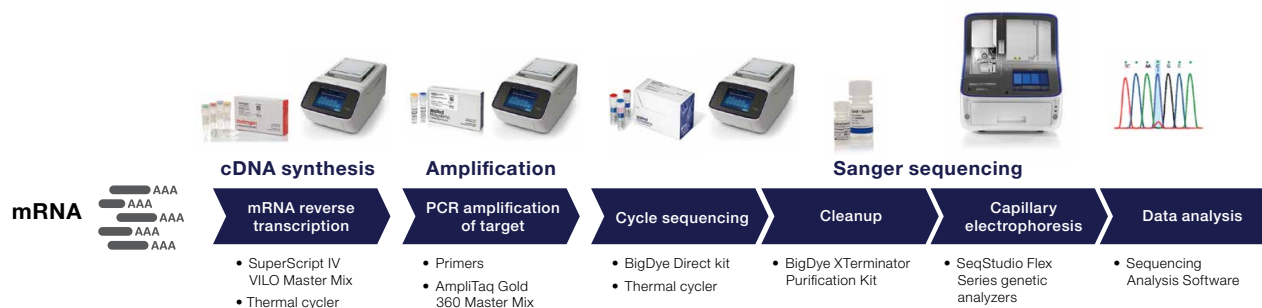 cDNA synthesis
Amplification
Sanger sequencing
mRNA
AAA
AAA
AAA
AAA
AAA
mRNA reverse
transcription
PCR amplification
of target
Cycle sequencing
Cleanup
Capillary
electrophoresis
Data analysis
• SuperScript IV
VILO Master Mix
• Thermal cycler
• Primers
• AmpliTaq Gold
360 Master Mix
• BigDye Direct kit
• Thermal cycler
• BigDye XTerminator
Purification Kit
• SeqStudio Flex
Series genetic
analyzers
• Sequencing
Analysis Software